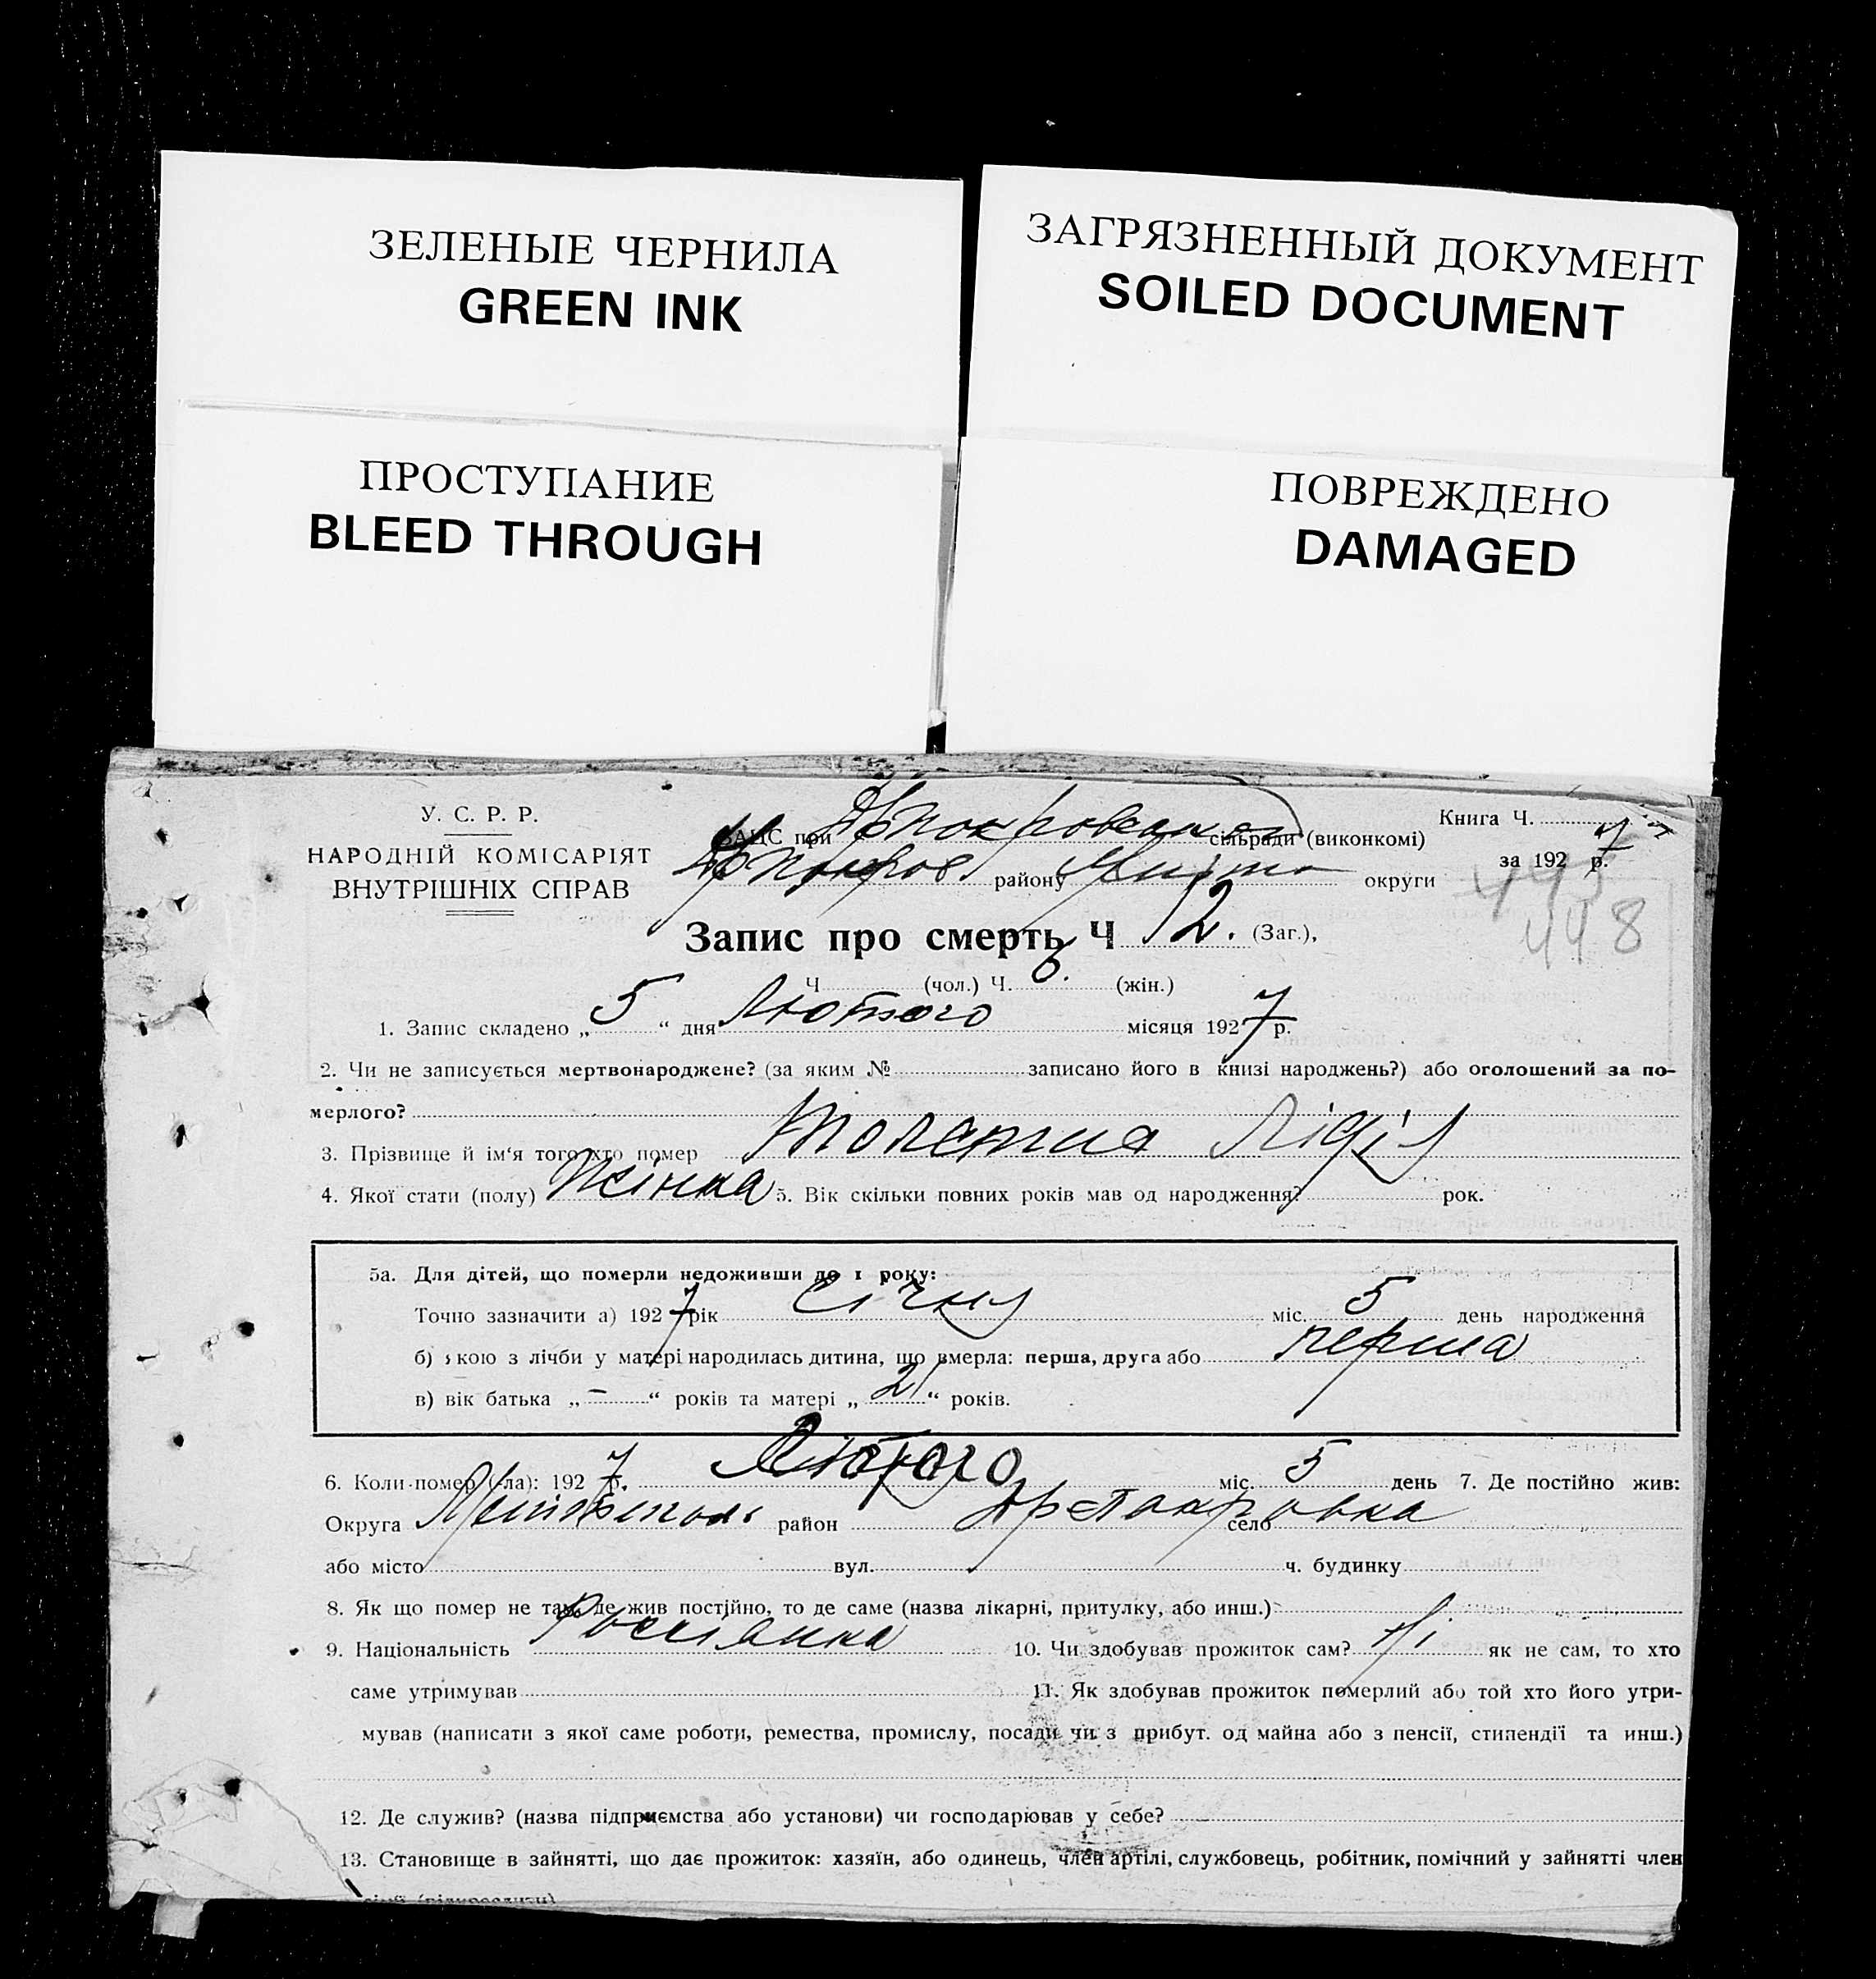 ЗЕЛЕНЫЕ ЧЕРНИЛА
GREEN INK
ЗАГРЯЗНЕННЫЙ ДОКУМЕНТ
SOILED DOCUMENT
ПРОСТУПАНИЕ
BLEED THROUGH
ПОВРЕЖДЕНО
DAMAGED
У. С. Р. Р.
НАРОДНІЙ КОМІСАРІЯТ
ВНУТРІШНІХ СПРАВ
ЗАГС при сільради (виконкомі)
району округи
Книга Ч.
за 1927 р.
448
Запис про смерть Ч 12. (Заг.),
Ч (чол.) Ч. 6. (жін.)
1. Запис складено „5“ дня Лютого місяця 1927 р.
2. Чи не записується мертвонароджене? (за яким № записано його в книзі народжень?) або оголошений за по-
мерлого?
3. Прізвище й ім‘я того хто помер Лідія
4. Якої стати (полу) Жінка 5. Вік скільки повних років мав од народження? рок.
5а. Для дітей, що померли недоживши до 1 року:
Точно зазначити а) 1927 рік Січня міс. 5 день народження
б) якою з лічби у матері народилась дитина, що вмерла: перша, друга або перша
в) вік батька „–“ років та матері „21“ років.
6. Коли помер (-ла): 1927 р. Лютого міс. 5 день 7. Де постійно жив:
Округа район село
або місто вул. ч. будинку
8. Як що помер не там, де жив постійно, то де саме (назва лікарні, притулку, або инш.)
9. Національність Росіянка 10. Чи здобував прожиток сам? Ні як не сам, то хто
саме утримував 11. Як здобував прожиток померлий або той хто його утри-
мував (написати з якої саме роботи, ремества, промислу, посади чи з прибут. од майна або з пенсії, стипендії та инш.)
12. Де служив? (назва підприємства або установи) чи господарював у себе?
13. Становище в зайнятті, що дає прожиток: хазяїн, або одинець, член артілі, службовець, робітник, помічний у зайнятті член